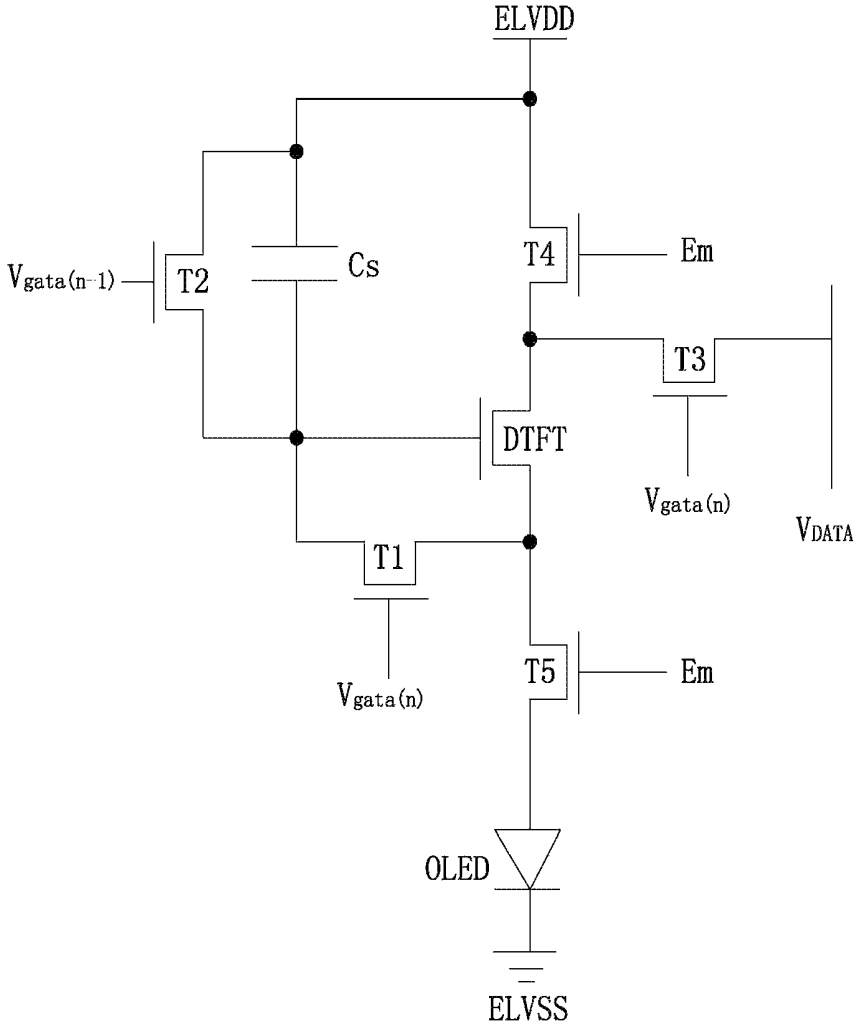 ELVDD
T4
Em
Vgata(n-1)
T2
Cs
T3
DTFT
Vgata(n)
VDATA
T1
T5
Em
Vgata(n)
OLED
ELVSS